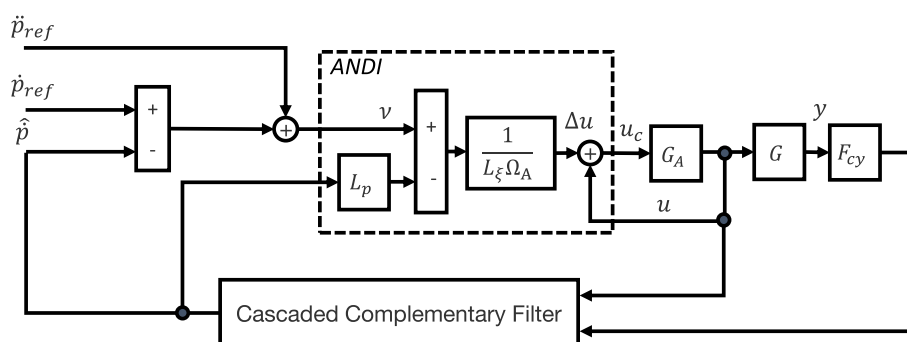 p̈_ref
ṗ_ref
p̂̇
+
-
+
ANDI
ν
L_p
+
-
1
L_ξ Ω_A
Δu
+
u_c
G_A
u
G
y
F_cy
Cascaded Complementary Filter